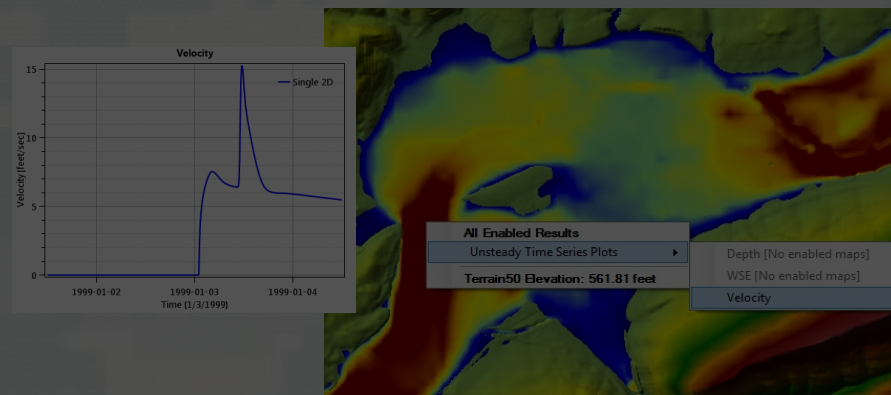 Velocity
Single 2D
Velocity [feet/sec]
15
10
5
0
1999-01-02
1999-01-03
1999-01-04
Time (1/3/1999)
All Enabled Results
Unsteady Time Series Plots
Terrain50 Elevation: 561.81 feet
Depth [No enabled maps]
WSE [No enabled maps]
Velocity